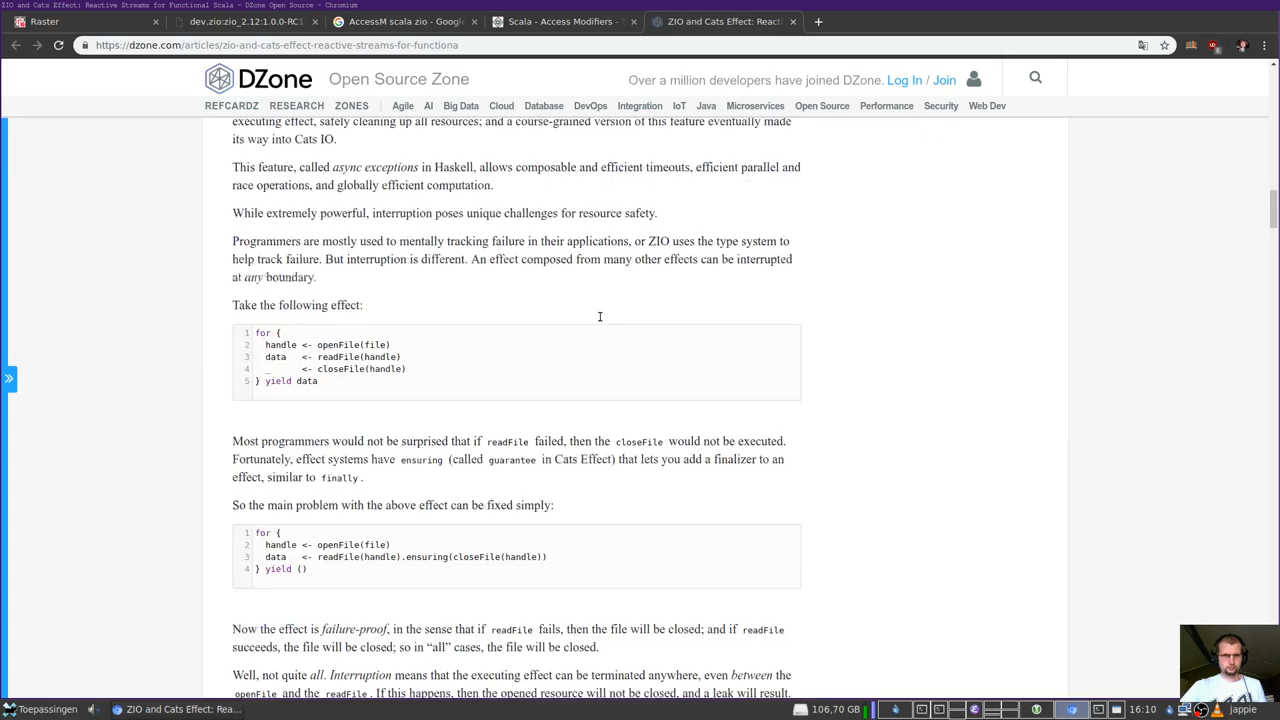 ZIO and Cats Effect: Reactive Streams for Functional Scala - DZone Open Source - Chromium
Raster
dev.zio:zio_2.12:1.0.0-RC1
AccessM scala zio - Google
Scala - Access Modifiers - T
ZIO and Cats Effect: Reacti
https://dzone.com/articles/zio-and-cats-effect-reactive-streams-for-functiona
DZone Open Source Zone
Over a million developers have joined DZone. Log In / Join
REFCARDZ RESEARCH ZONES Agile AI Big Data Cloud Database DevOps Integration IoT Java Microservices Open Source Performance Security Web Dev
executing effect, safely cleaning up all resources; and a course-grained version of this feature eventually made
its way into Cats IO.
This feature, called async exceptions in Haskell, allows composable and efficient timeouts, efficient parallel and
race operations, and globally efficient computation.
While extremely powerful, interruption poses unique challenges for resource safety.
Programmers are mostly used to mentally tracking failure in their applications, or ZIO uses the type system to
help track failure. But interruption is different. An effect composed from many other effects can be interrupted
at any boundary.
Take the following effect:
1 for {
2 handle <- openFile(file)
3 data <- readFile(handle)
4 _ <- closeFile(handle)
5 } yield data
Most programmers would not be surprised that if readFile failed, then the closeFile would not be executed.
Fortunately, effect systems have ensuring (called guarantee in Cats Effect) that lets you add a finalizer to an
effect, similar to finally.
So the main problem with the above effect can be fixed simply:
1 for {
2 handle <- openFile(file)
3 data <- readFile(handle).ensuring(closeFile(handle))
4 } yield ()
Now the effect is failure-proof, in the sense that if readFile fails, then the file will be closed; and if readFile
succeeds, the file will be closed; so in “all” cases, the file will be closed.
Well, not quite all. Interruption means that the executing effect can be terminated anywhere, even between the
openFile and the readFile. If this happens, then the opened resource will not be closed, and a leak will result.
Toepassingen
ZIO and Cats Effect: Rea...
106,70 GB
16:10
jappie